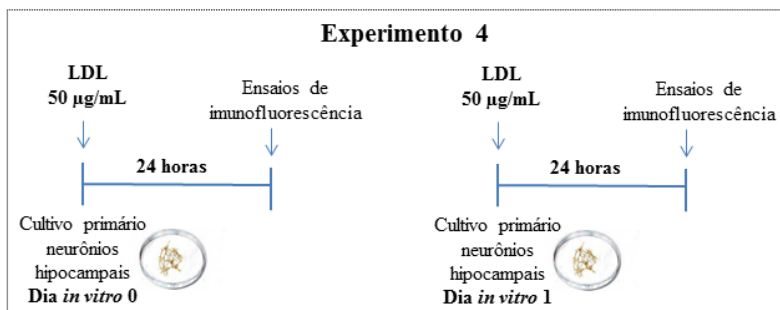 Experimento 4
LDL
50 µg/mL
Ensaios de
imunofluorescência
24 horas
Cultivo primário
neurônios
hipocampais
Dia in vitro 0
LDL
50 µg/mL
Ensaios de
imunofluorescência
24 horas
Cultivo primário
neurônios
hipocampais
Dia in vitro 1